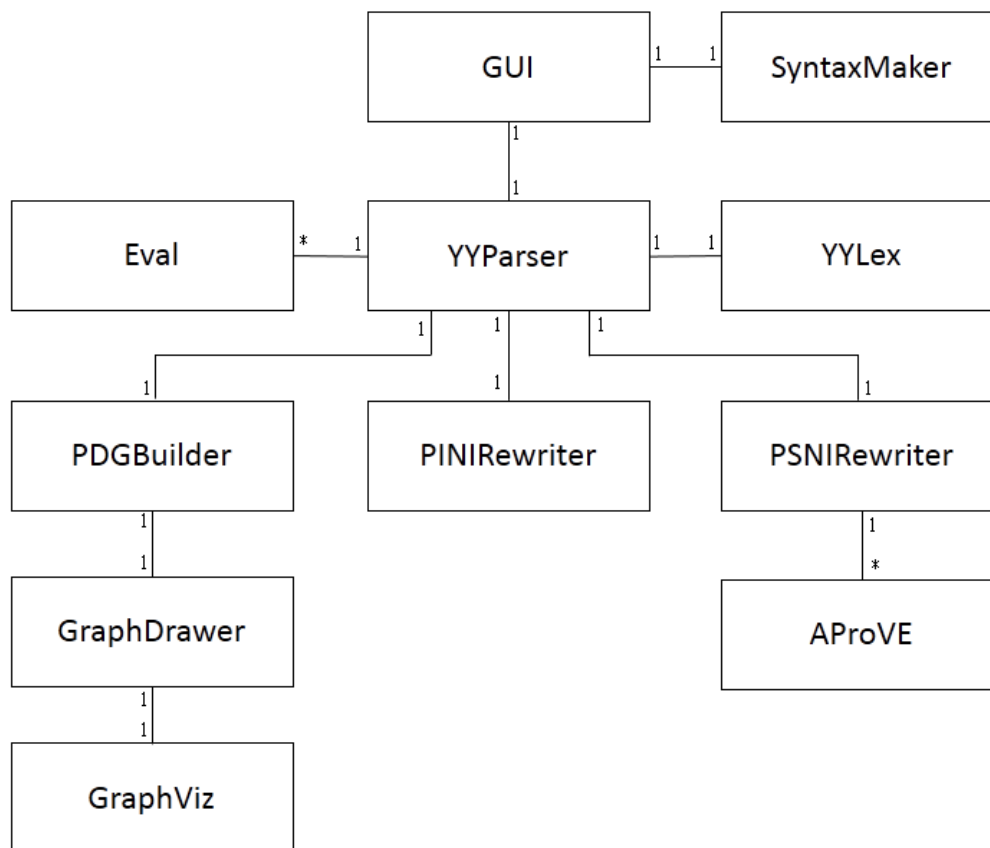 GUI
1 1
SyntaxMaker
1
1
Eval
* 1
YYParser
1 1
YYLex
1 1 1
1 1 1
PDGBuilder
PINIRewriter
PSNIRewriter
1 1
1 *
GraphDrawer
AProVE
1
1
GraphViz